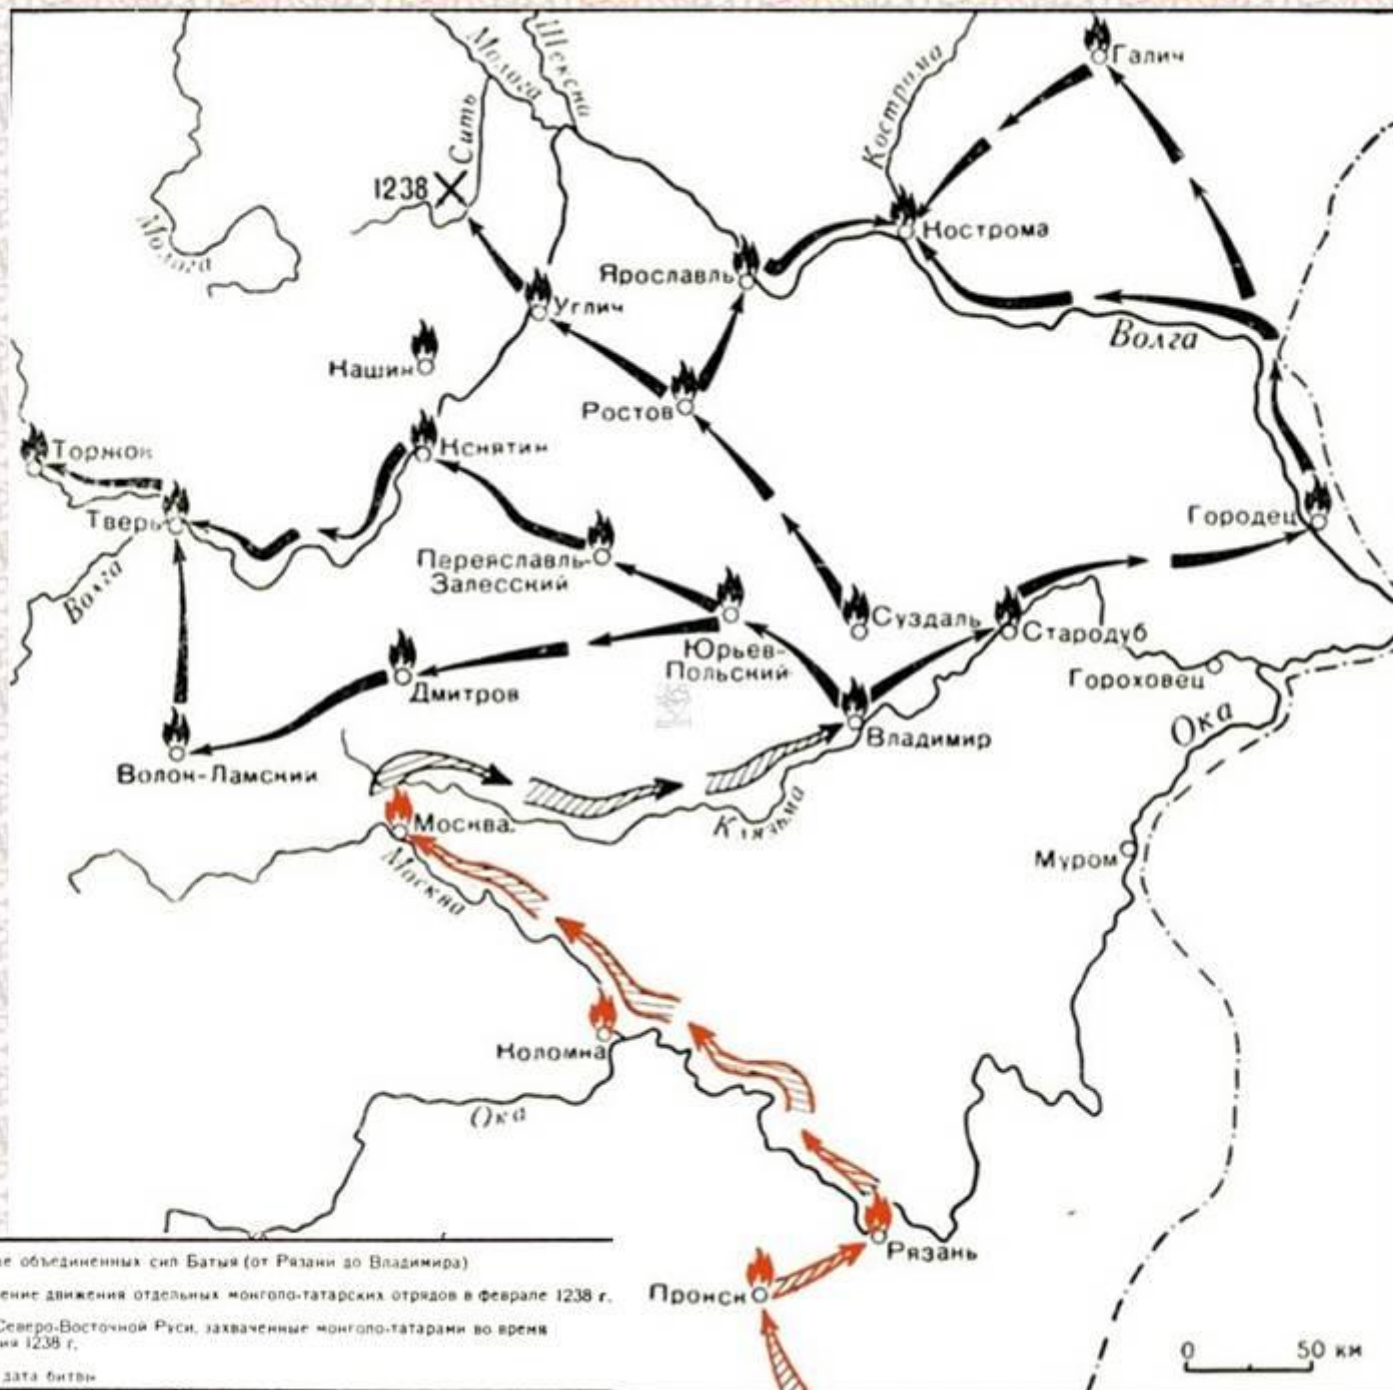 Молога
Шексна
Кострома
Галич
Сить
1238
Молога
Кострома
Ярославль
Углич
Волга
Кашин
Ростов
Торжок
Кснятин
Тверь
Городец
Переяславль-
Залесский
Волга
Суздаль
Стародуб
Юрьев-
Польский
Гороховец
Дмитров
Ока
Владимир
Волок-Ламский
Москва
Клязьма
Москва
Муром
Коломна
Ока
Рязань
Пронск
е объединенных сил Батыя (от Рязани до Владимира)
ение движения отдельных монголо-татарских отрядов в феврале 1238 г.
Северо-Восточной Руси, захваченные монголо-татарами во время
ия 1238 г.
дата битвы
0 50 км